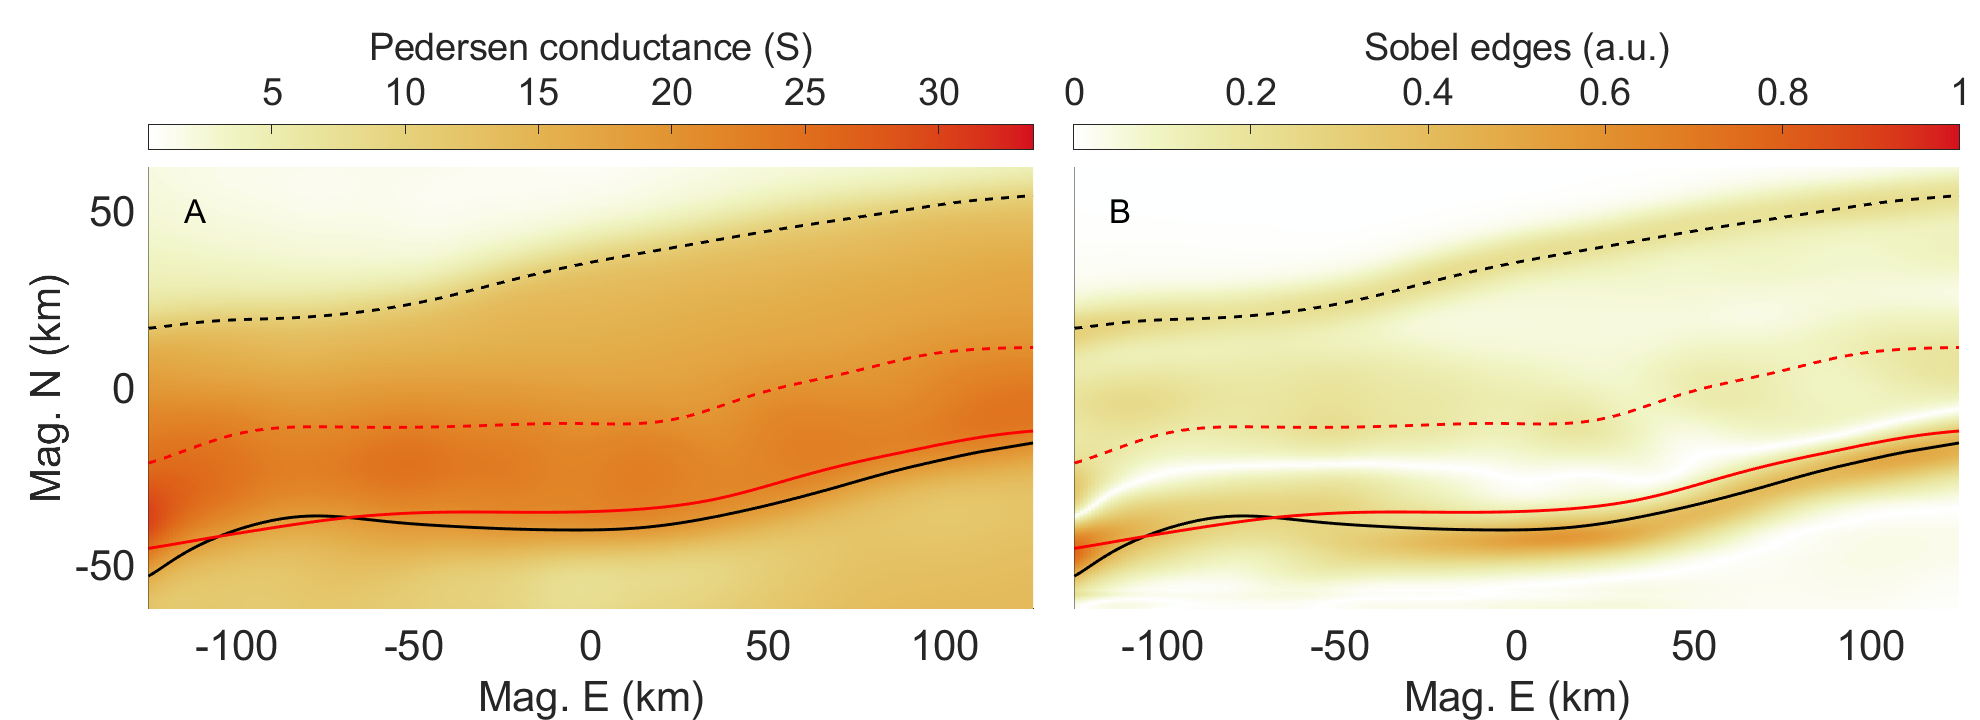 Pedersen conductance (S)
5 10 15 20 25 30
Sobel edges (a.u.)
0 0.2 0.4 0.6 0.8 1
A
B
50
0
-50
Mag. N (km)
-100 -50 0 50 100
Mag. E (km)
-100 -50 0 50 100
Mag. E (km)